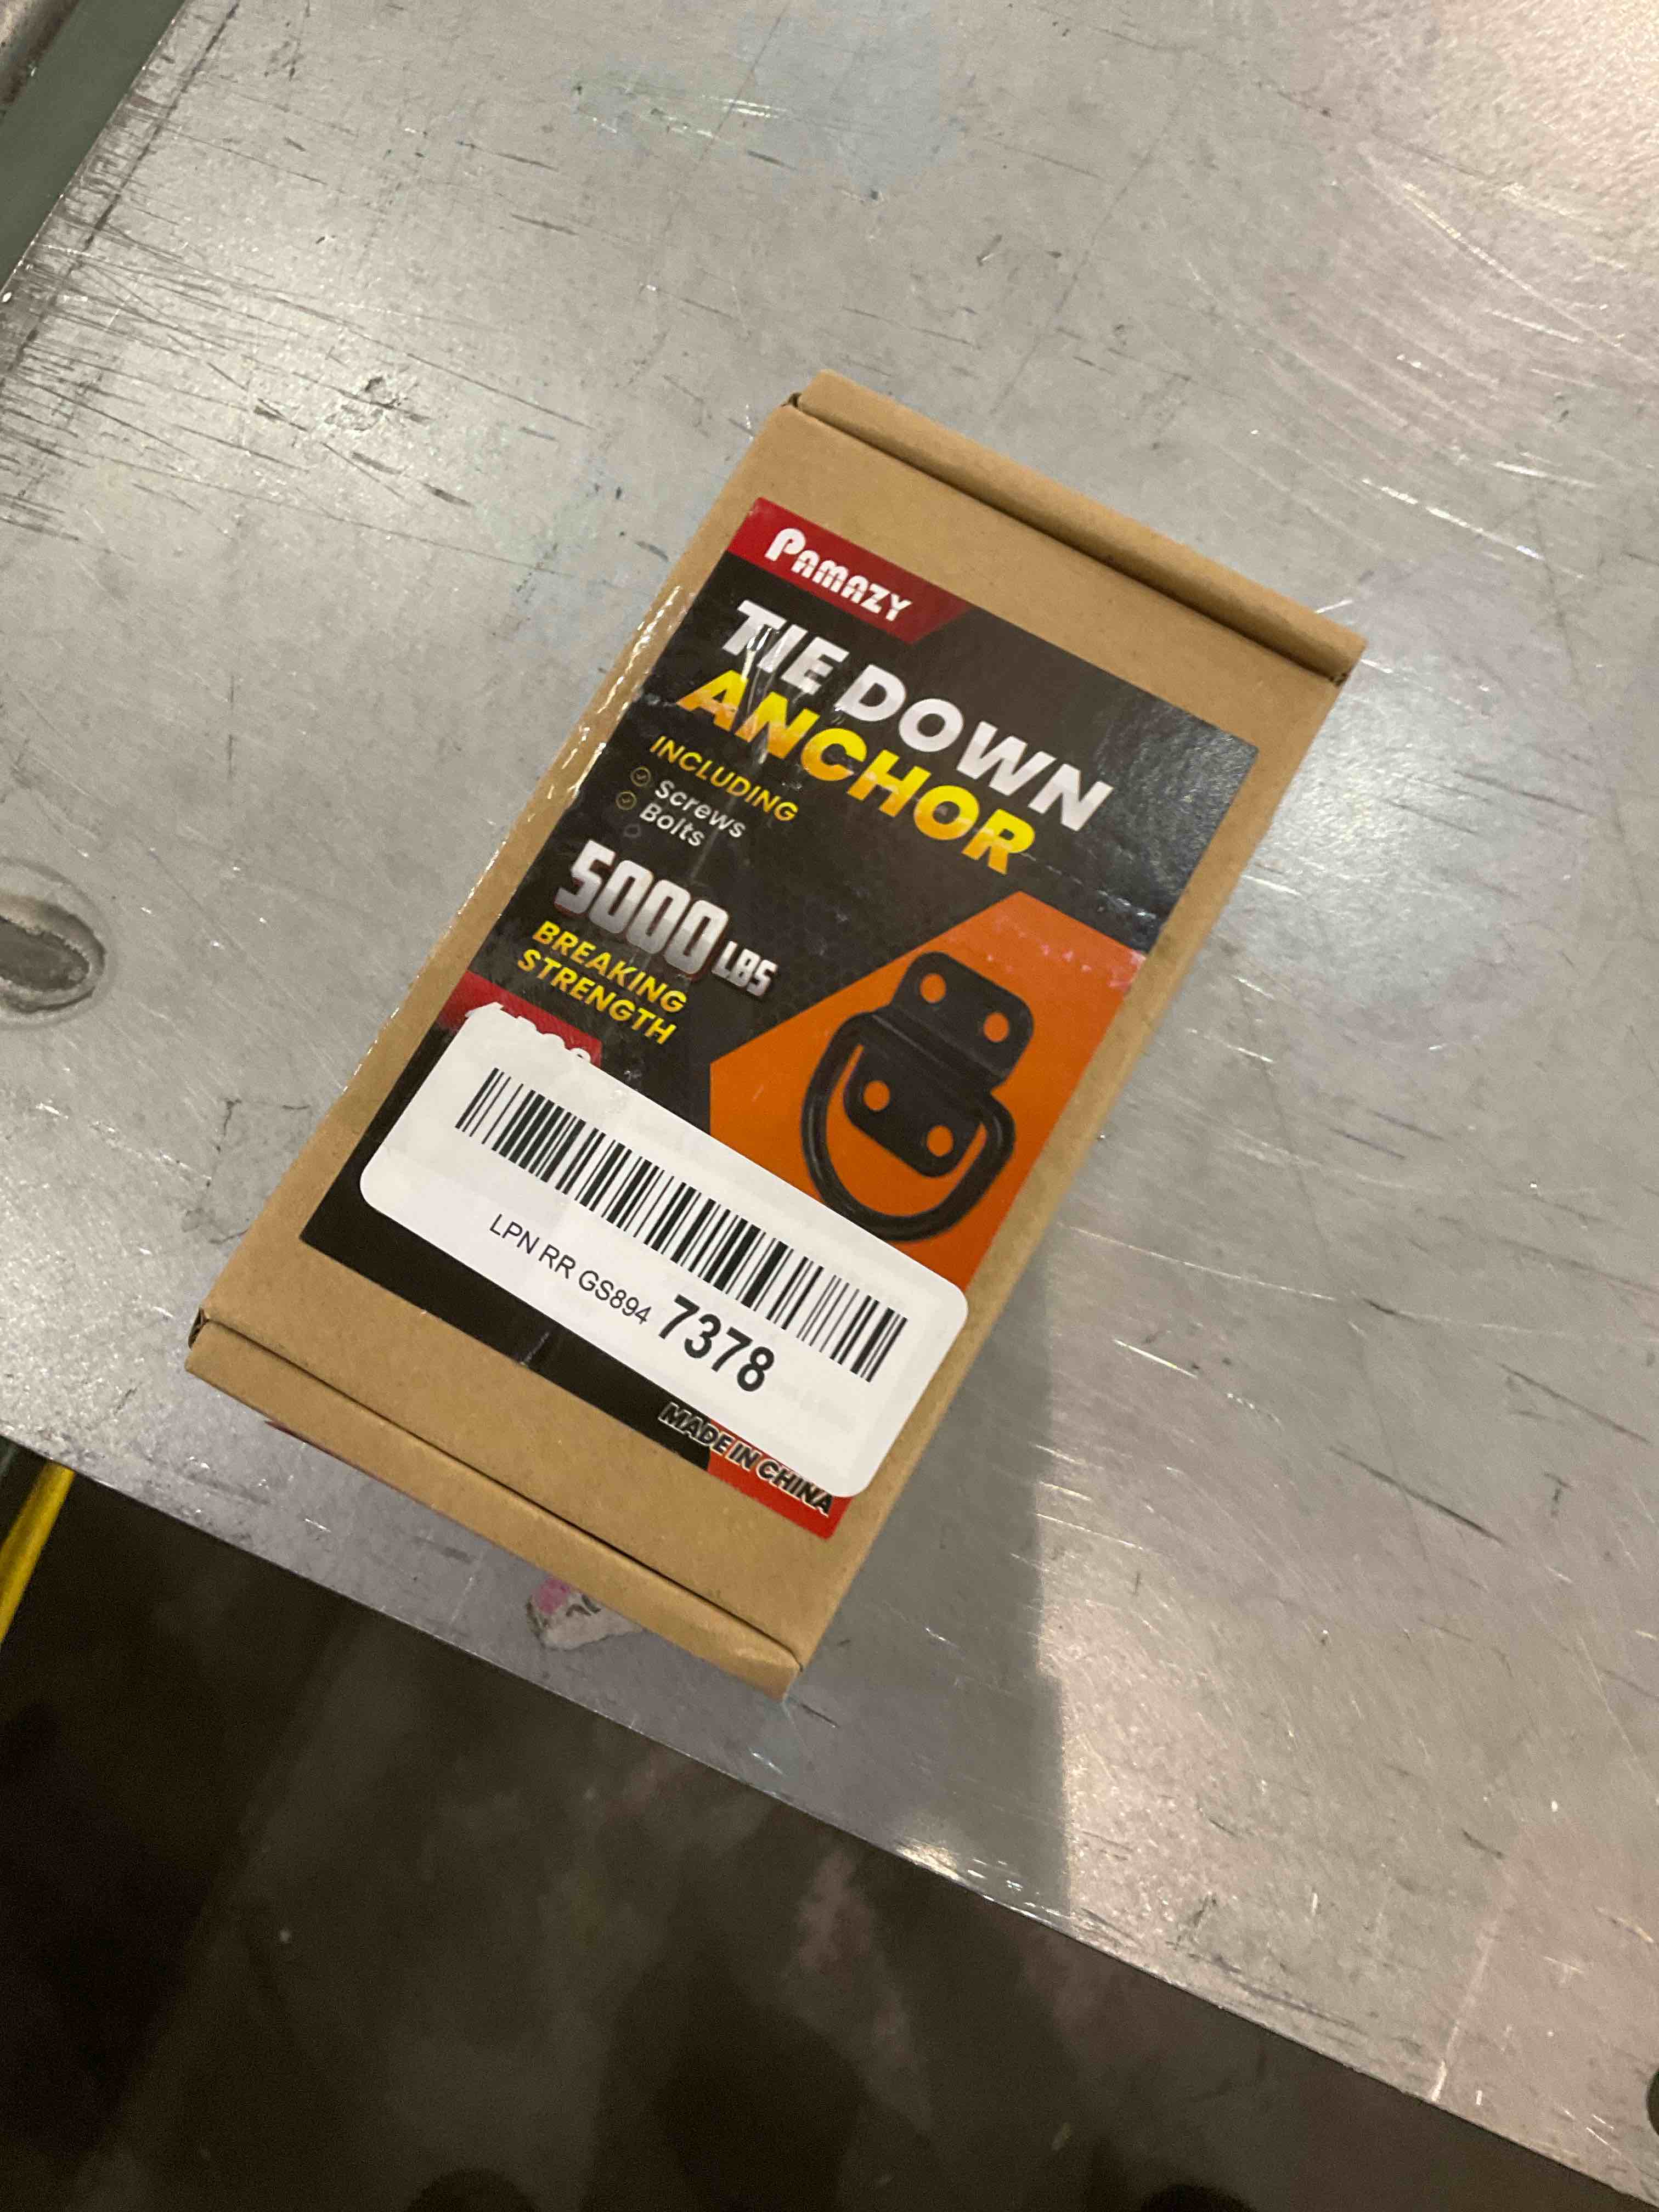 PAMAZY
TIE DOWN
ANCHOR
INCLUDING
Screws
Bolts
5000 LBS
BREAKING
STRENGTH
LPN RR GS894 7378
MADE IN CHINA